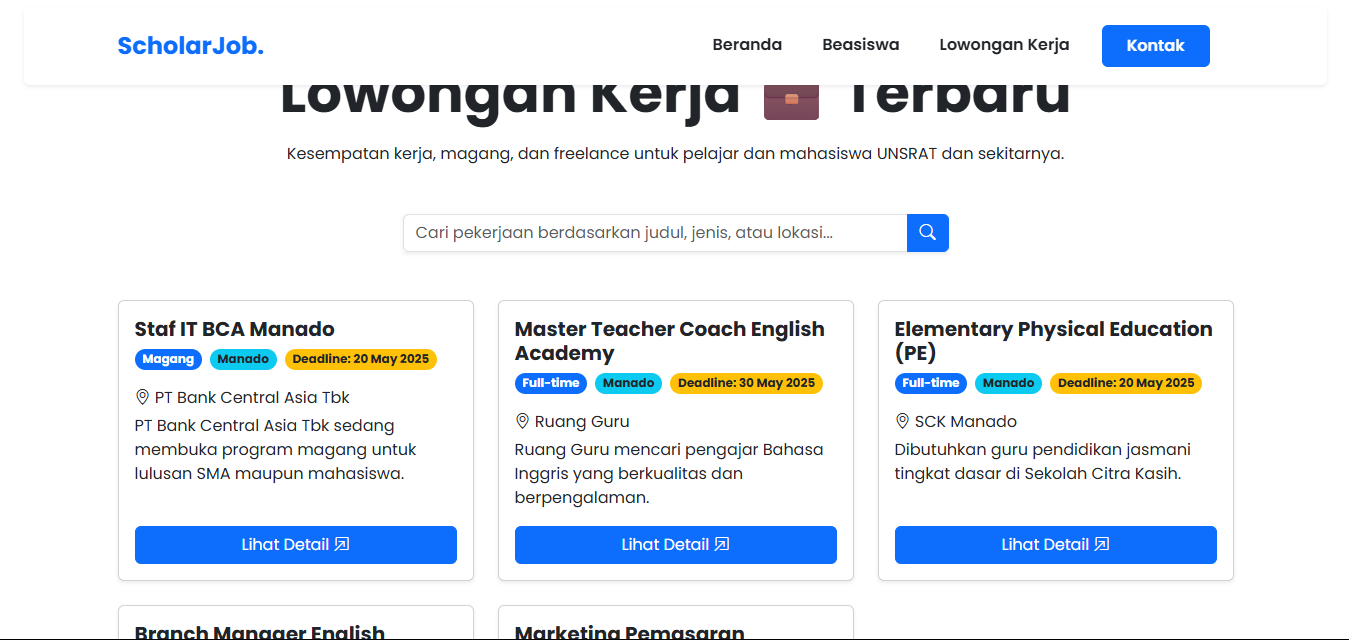 ScholarJob.
Beranda Beasiswa Lowongan Kerja Kontak
Lowongan Kerja 💼 Terbaru
Kesempatan kerja, magang, dan freelance untuk pelajar dan mahasiswa UNSRAT dan sekitarnya.
Cari pekerjaan berdasarkan judul, jenis, atau lokasi...
Staf IT BCA Manado
Magang Manado Deadline: 20 May 2025
PT Bank Central Asia Tbk
PT Bank Central Asia Tbk sedang
membuka program magang untuk
lulusan SMA maupun mahasiswa.
Lihat Detail
Master Teacher Coach English
Academy
Full-time Manado Deadline: 30 May 2025
Ruang Guru
Ruang Guru mencari pengajar Bahasa
Inggris yang berkualitas dan
berpengalaman.
Lihat Detail
Elementary Physical Education
(PE)
Full-time Manado Deadline: 20 May 2025
SCK Manado
Dibutuhkan guru pendidikan jasmani
tingkat dasar di Sekolah Citra Kasih.
Lihat Detail
Branch Manager English
Marketing Pemasaran